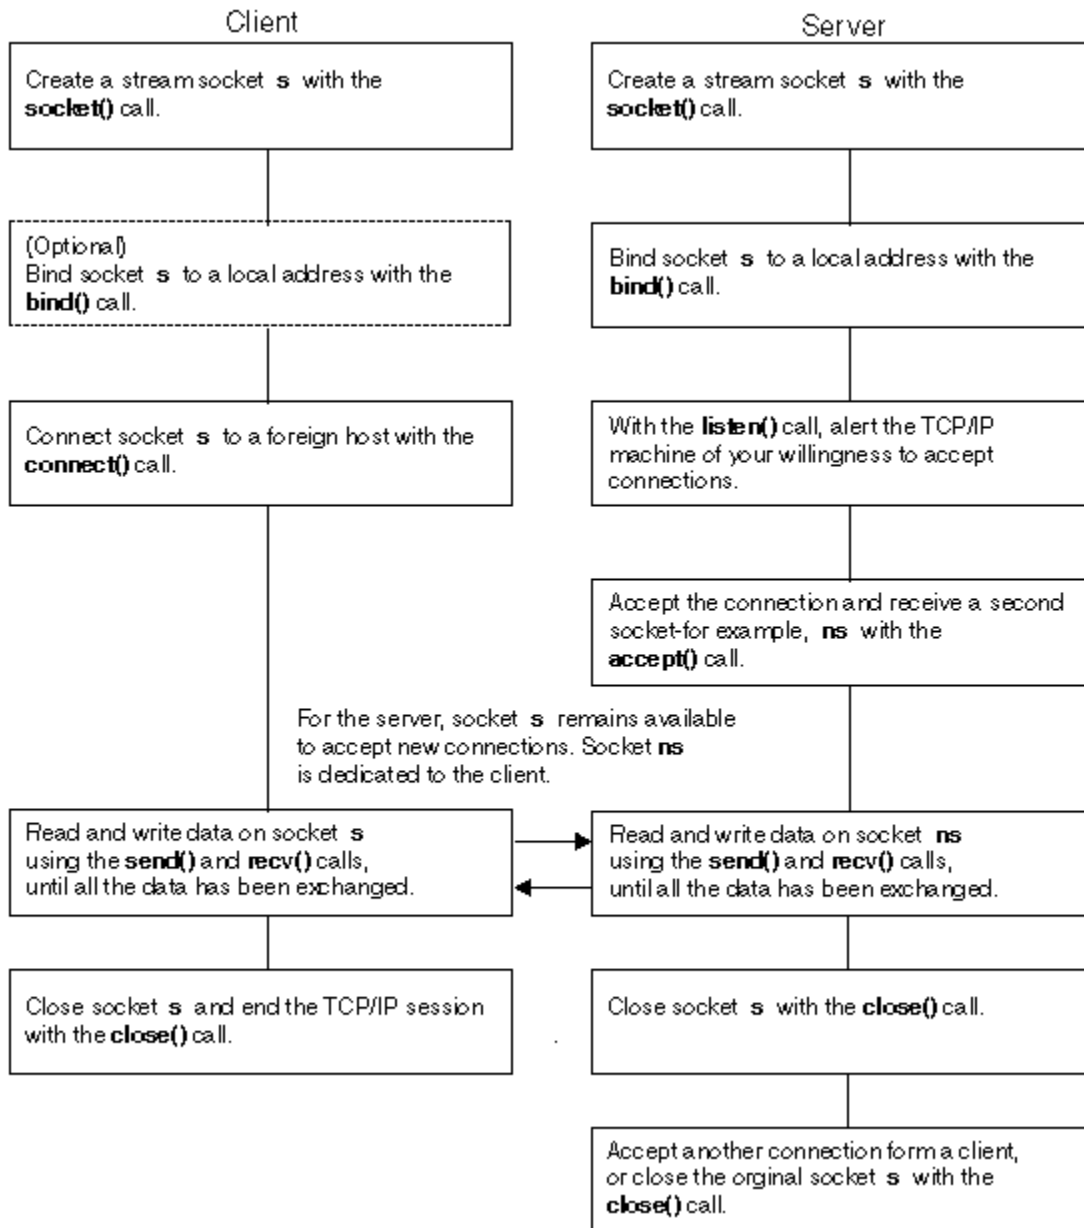 Client
Create a stream socket s with the
socket() call.
(Optional)
Bind socket s to a local address with the
bind() call.
Connect socket s to a foreign host with the
connect() call.
Server
Create a stream socket s with the
socket() call.
Bind socket s to a local address with the
bind() call.
With the listen() call, alert the TCP/IP
machine of your willingness to accept
connections.
Accept the connection and receive a second
socket-for example, ns with the
accept() call.
For the server, socket s remains available
to accept new connections. Socket ns
is dedicated to the client.
Read and write data on socket s
using the send() and recv() calls,
until all the data has been exchanged.
Read and write data on socket ns
using the send() and recv() calls,
until all the data has been exchanged.
Close socket s and end the TCP/IP session
with the close() call.
Close socket s with the close() call.
Accept another connection form a client,
or close the orginal socket s with the
close() call.